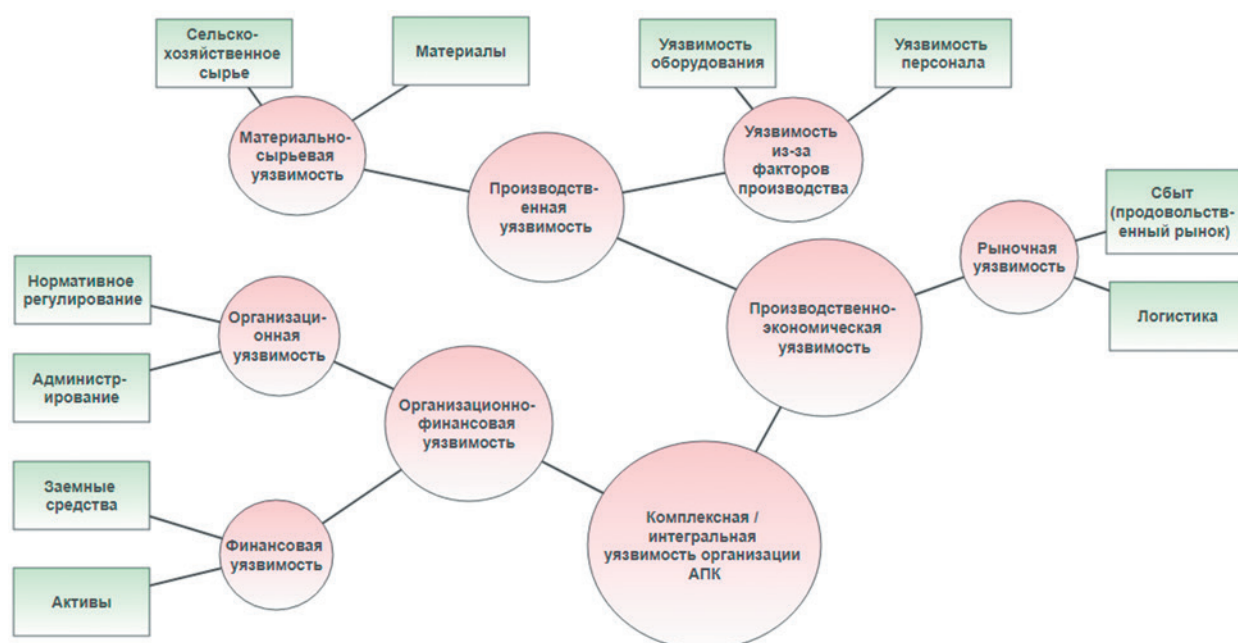 Сельско-
хозяйственное
сырье
Материалы
Уязвимость
оборудования
Уязвимость
персонала
Материально-
сырьевая
уязвимость
Уязвимость
из-за
факторов
производства
Производств-
енная
уязвимость
Сбыт
(продовольств-
енный рынок)
Рыночная
уязвимость
Логистика
Нормативное
регулирование
Организаци-
онная
уязвимость
Производственно-
экономическая
уязвимость
Администр-
ирование
Организационно-
финансовая
уязвимость
Заемные
средства
Финансовая
уязвимость
Активы
Комплексная /
интегральная
уязвимость организации
АПК